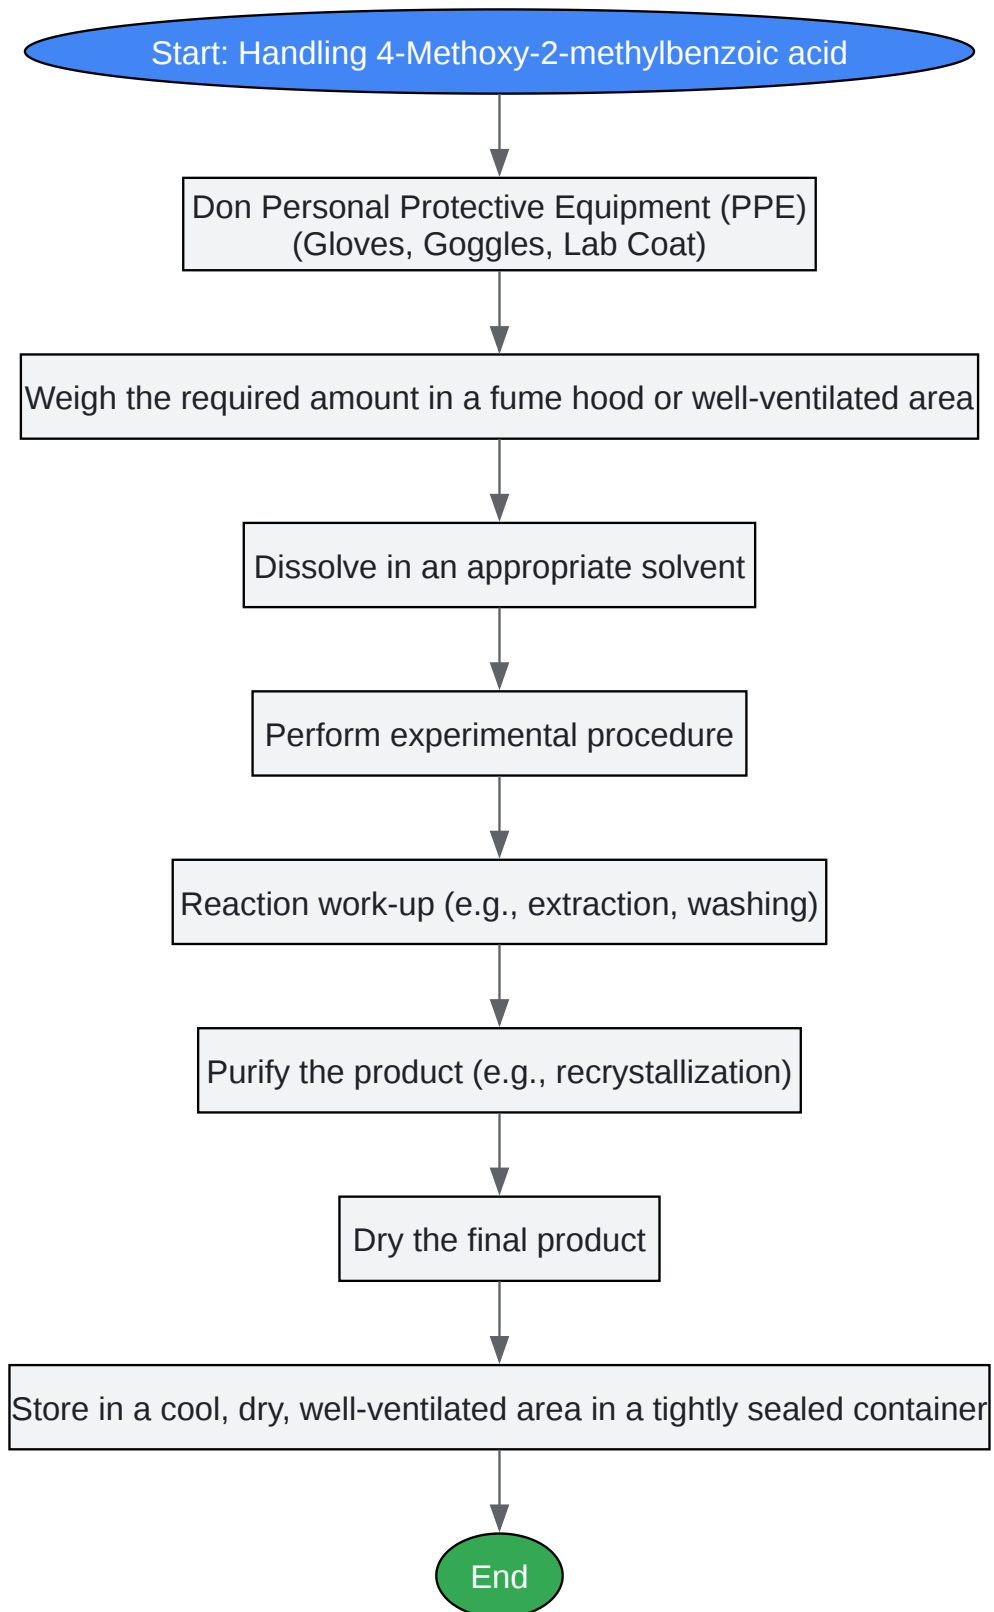 Start: Handling 4-Methoxy-2-methylbenzoic acid
Don Personal Protective Equipment (PPE)
(Gloves, Goggles, Lab Coat)
Weigh the required amount in a fume hood or well-ventilated area
Dissolve in an appropriate solvent
Perform experimental procedure
Reaction work-up (e.g., extraction, washing)
Purify the product (e.g., recrystallization)
Dry the final product
Store in a cool, dry, well-ventilated area in a tightly sealed container
End